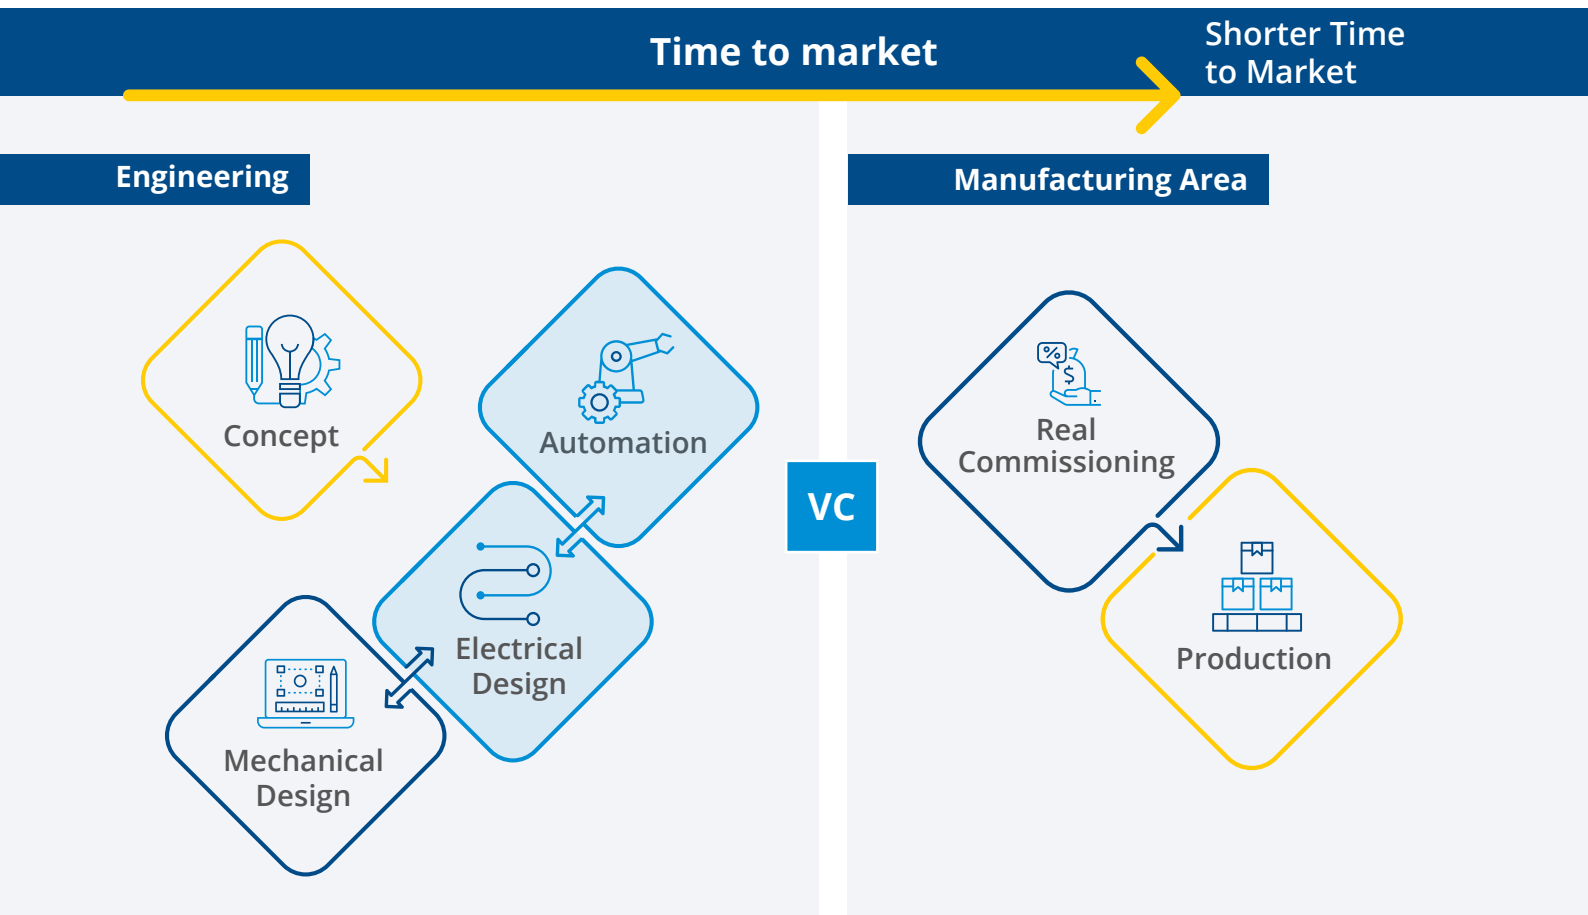 Time to market
Shorter Time
to Market
Engineering
Manufacturing Area
Concept
Automation
Electrical
Design
Mechanical
Design
VC
%
$
Real
Commissioning
Production